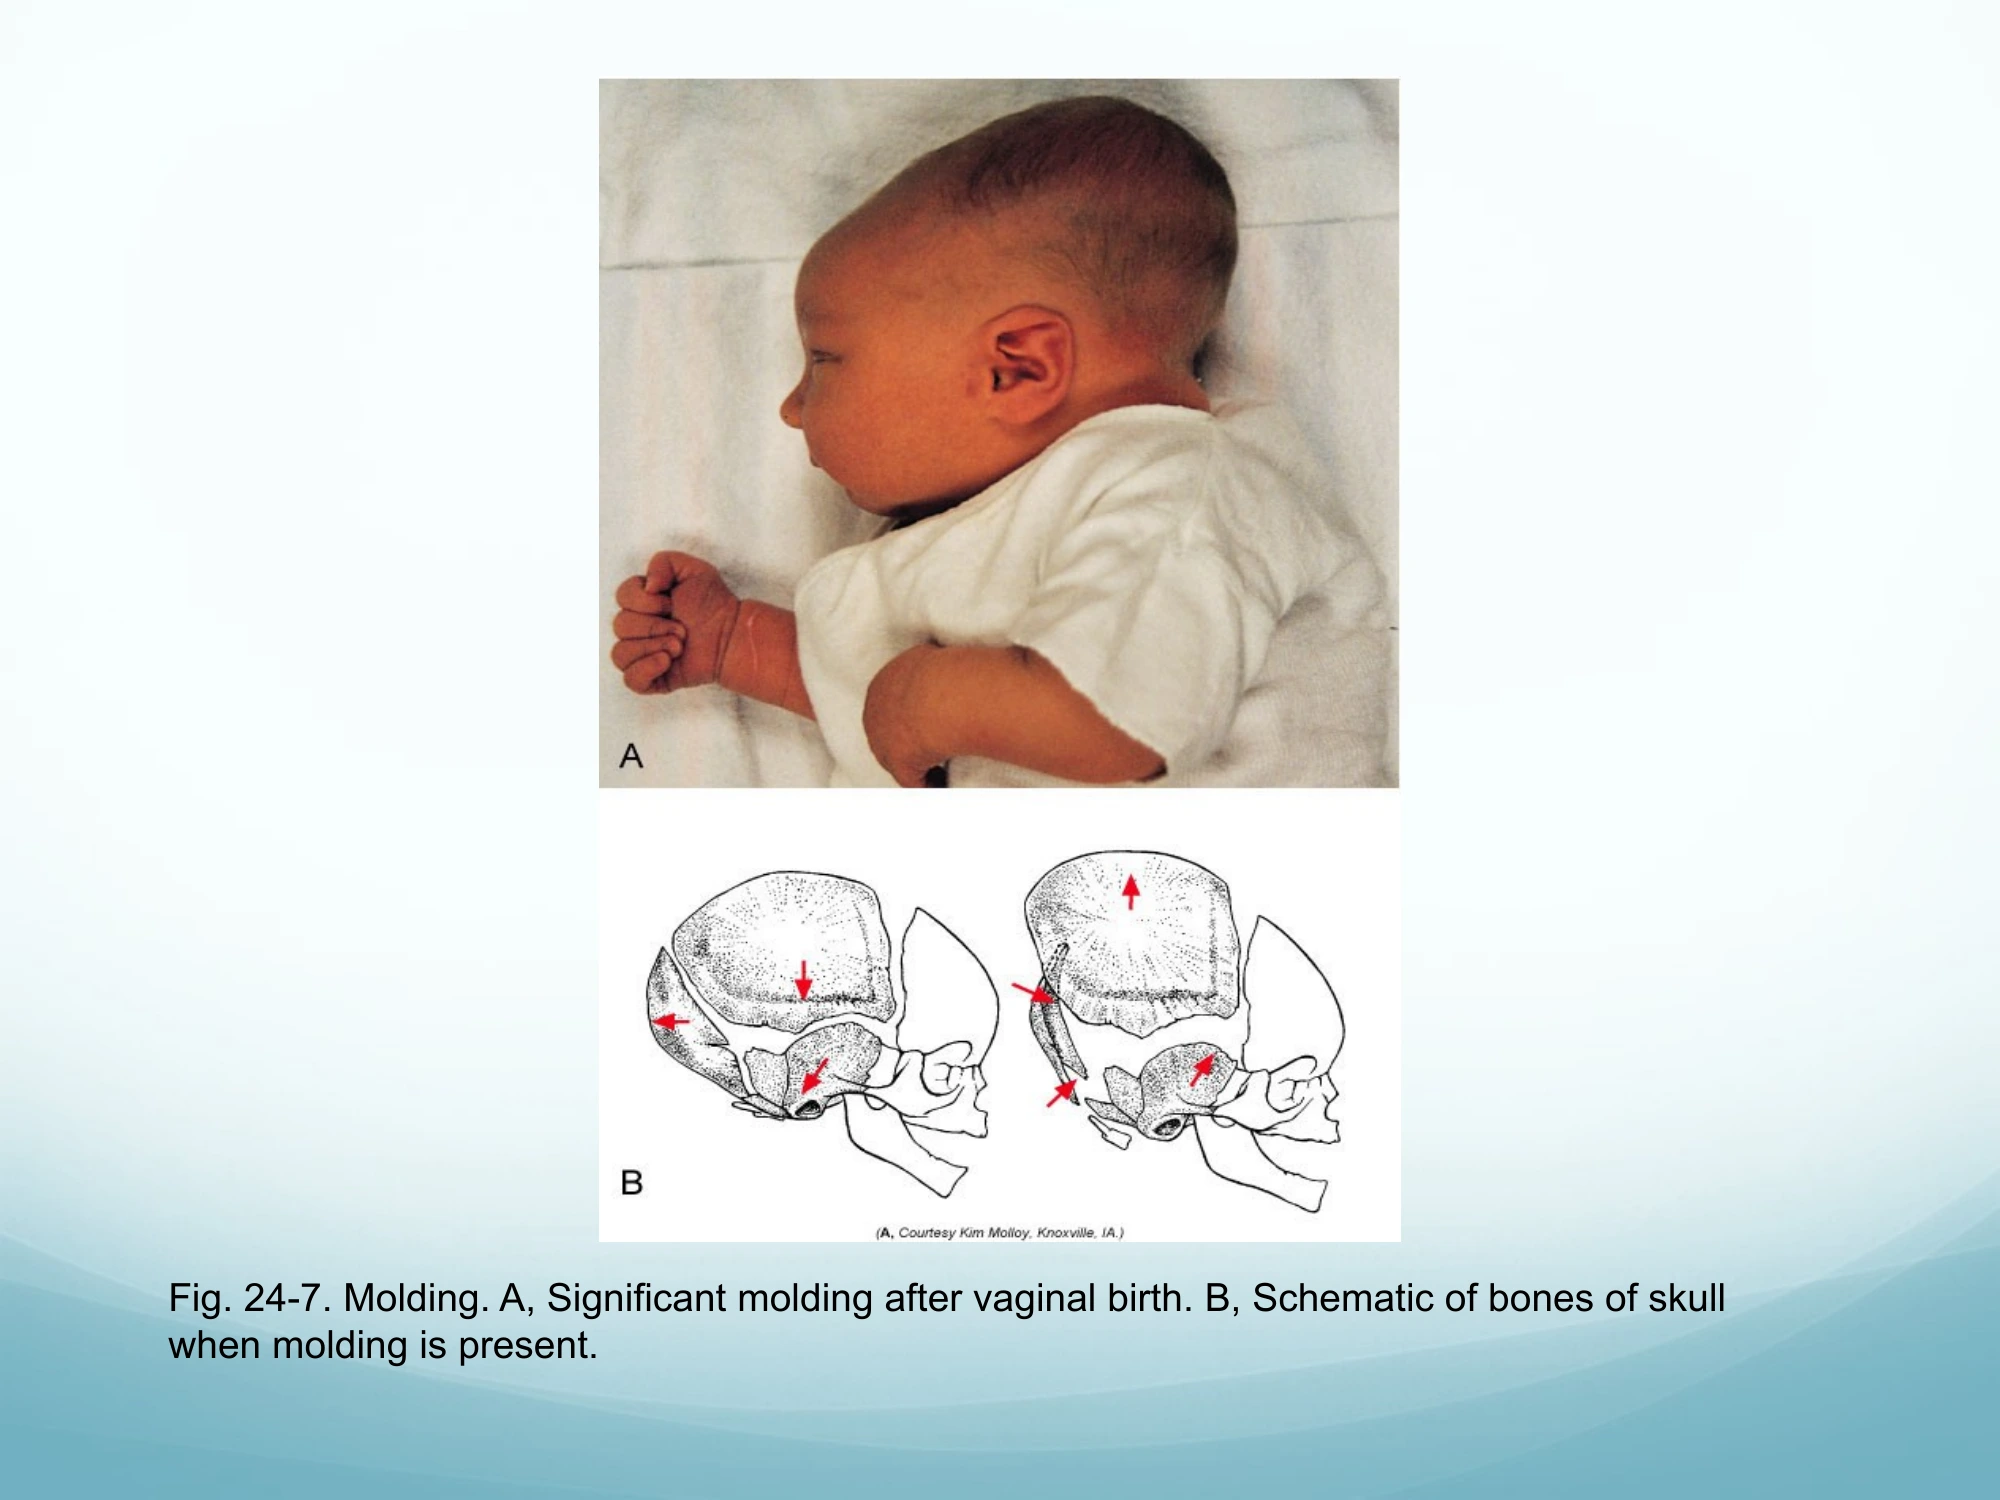 A
B
(A, Courtesy Kim Molloy, Knoxville, IA.)
Fig. 24-7. Molding. A, Significant molding after vaginal birth. B, Schematic of bones of skull
when molding is present.